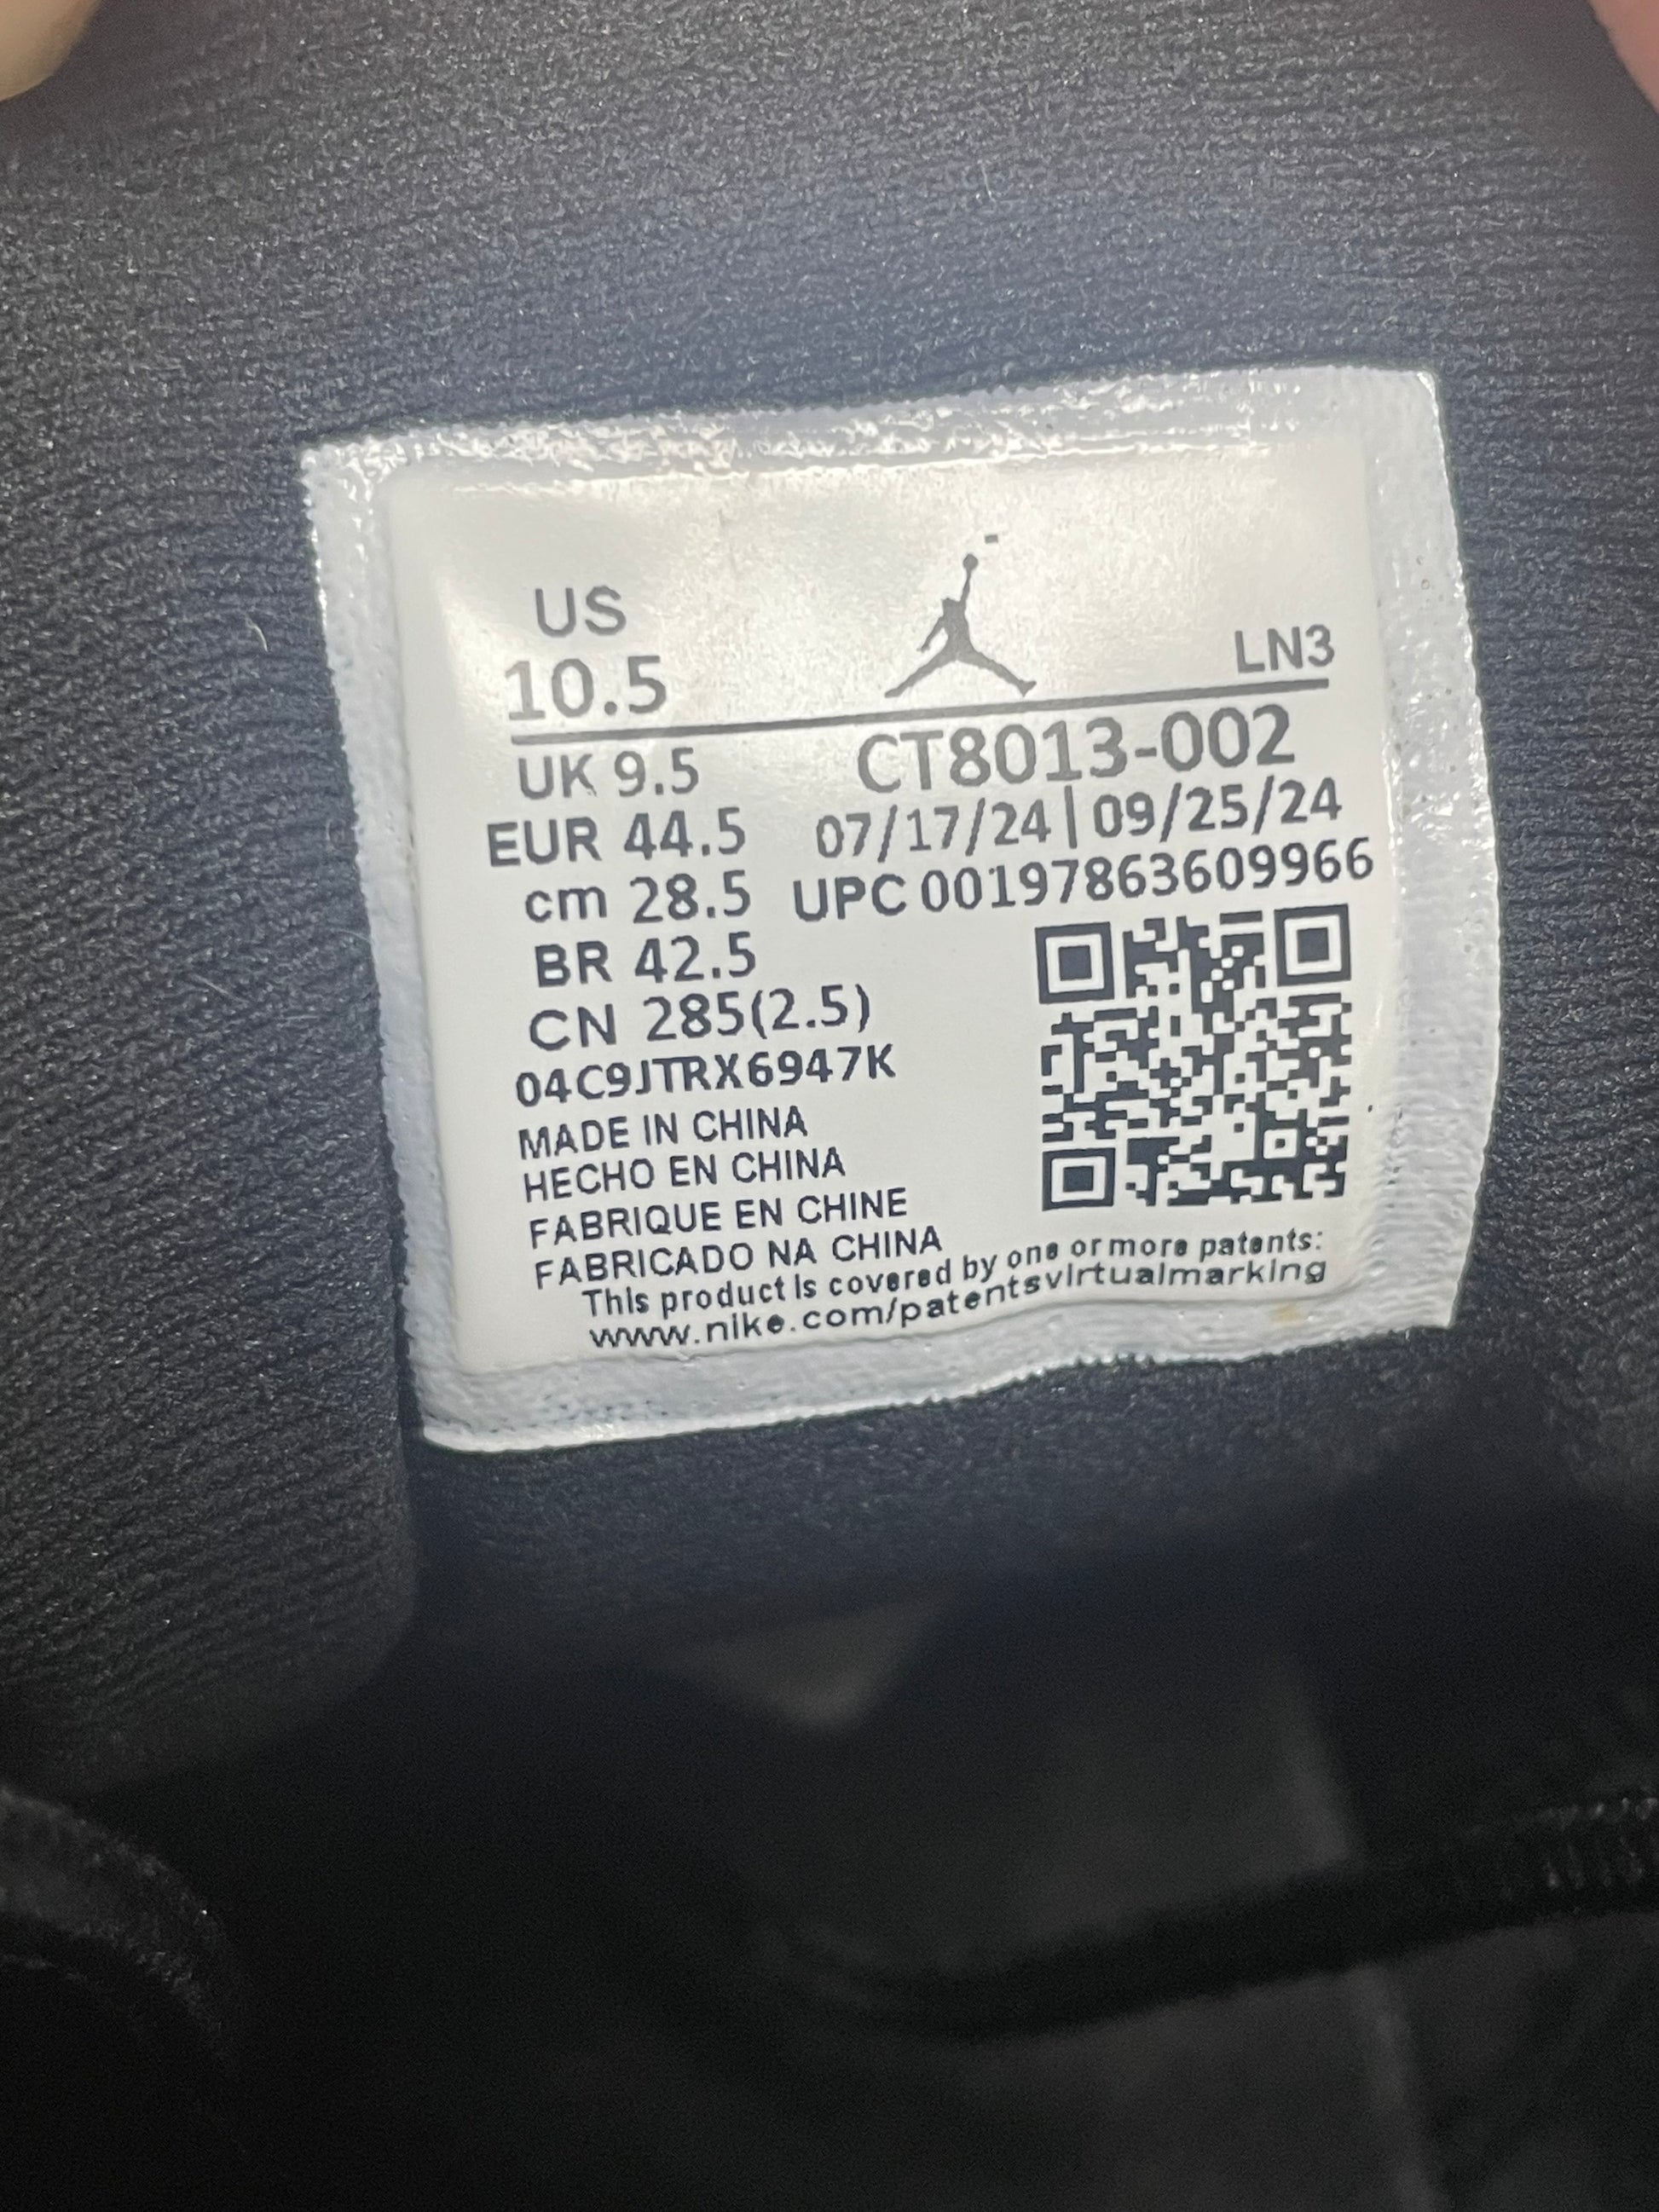 US
10.5
LN3
UK 9.5
CT8013-002
EUR 44.5
07/17/24 | 09/25/24
cm 28.5
UPC 00197863609966
BR 42.5
CN 285(2.5)
04C9JTRX6947K
MADE IN CHINA
HECHO EN CHINA
FABRIQUE EN CHINE
FABRICADO NA CHINA
This product is covered by one or more patents:
www.nike.com/patentsvirtualmarking